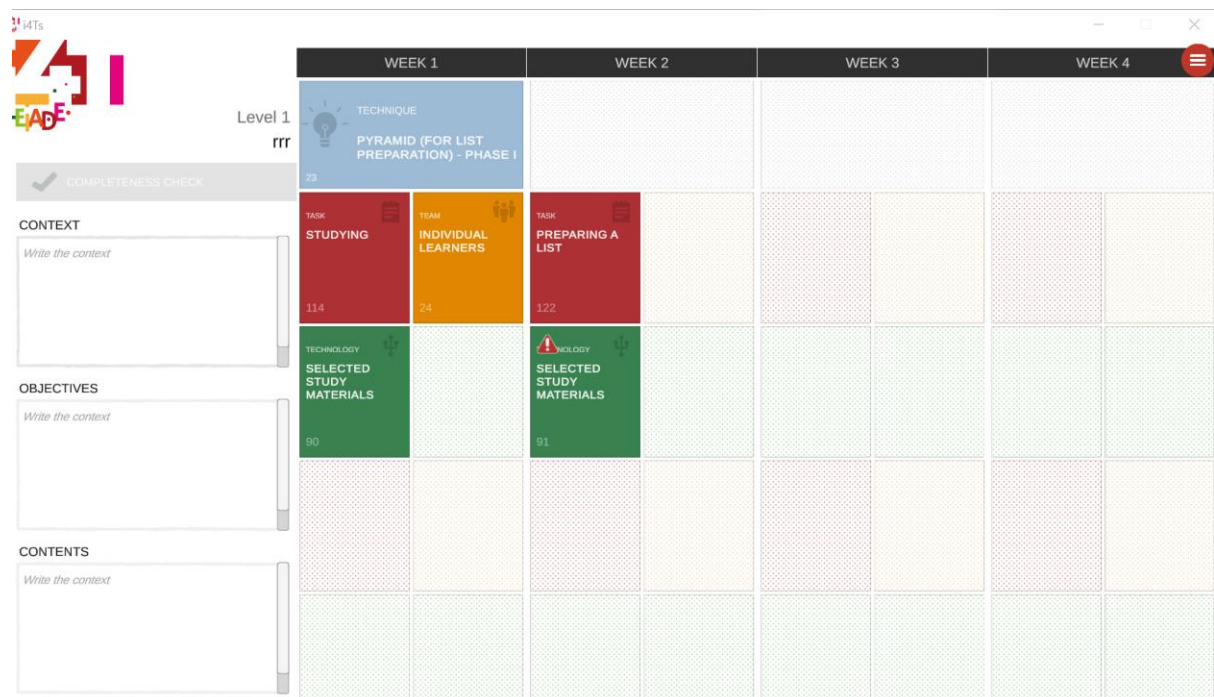 i4Ts
4T
EIADE
Level 1
rrr
COMPLETENESS CHECK
CONTEXT
Write the context
OBJECTIVES
Write the context
CONTENTS
Write the context
WEEK 1
WEEK 2
WEEK 3
WEEK 4
TECHNIQUE
PYRAMID (FOR LIST
PREPARATION) - PHASE I
23
TASK
STUDYING
114
TEAM
INDIVIDUAL
LEARNERS
24
TASK
PREPARING A
LIST
122
TECHNOLOGY
SELECTED
STUDY
MATERIALS
90
NOLOGY
SELECTED
STUDY
MATERIALS
91